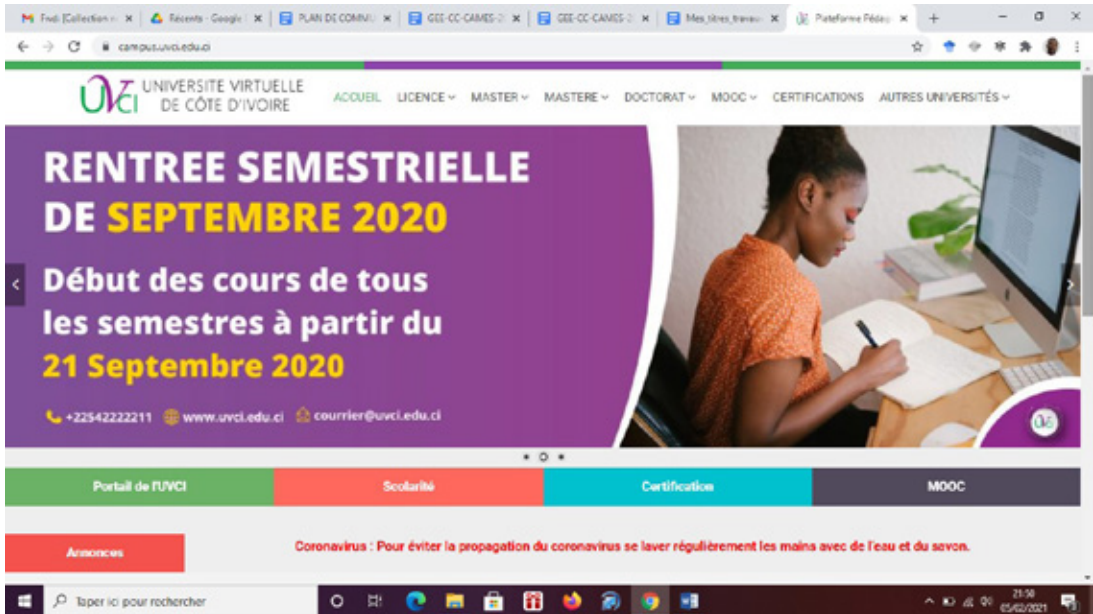 Fwd: [Collection
Récents - Google
PLAN DE COMMU
GEE-CC-CAMES-2
GEE-CC-CAMES-2
Mes_titres_travau
Plateforme Pédag
campus.uvci.edu.ci
UVCI UNIVERSITE VIRTUELLE
DE CÔTE D'IVOIRE
ACCUEIL LICENCE MASTER MASTERE DOCTORAT MOOC CERTIFICATIONS AUTRES UNIVERSITÉS
RENTREE SEMESTRIELLE
DE SEPTEMBRE 2020
Début des cours de tous
les semestres à partir du
21 Septembre 2020
+22542222211 www.uvci.edu.ci courrier@uvci.edu.ci
Portail de l'UVCI Scolarité Certification MOOC
Annonces
Coronavirus : Pour éviter la propagation du coronavirus se laver régulièrement les mains avec de l'eau et du savon.
Taper ici pour rechercher
21:50
05/02/2021